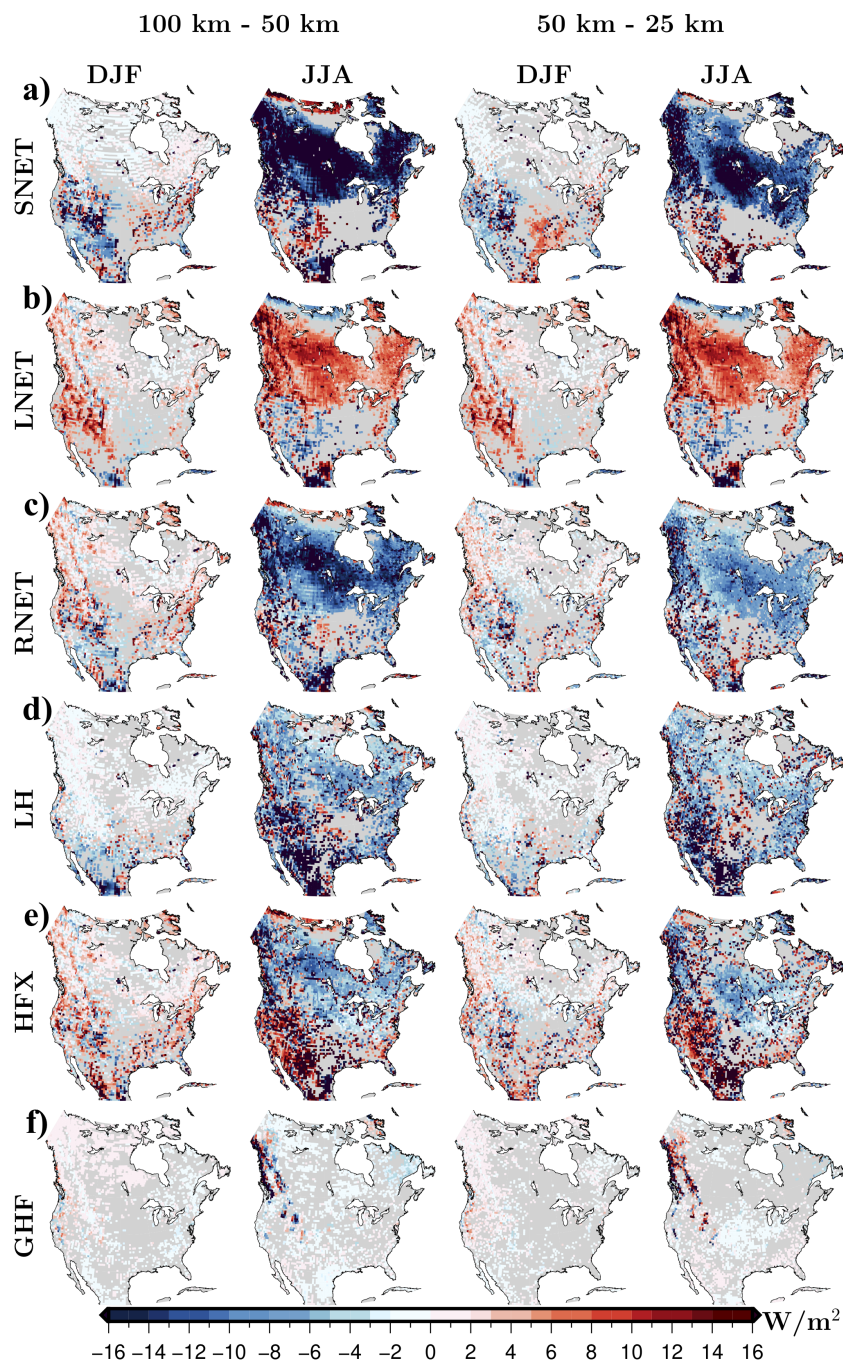 100 km - 50 km 50 km - 25 km
DJF JJA DJF JJA
a)
SNET
b)
LNET
c)
RNET
d)
LH
e)
HFX
f)
GHF
W/m²
−16 −14 −12 −10 −8 −6 −4 −2 0 2 4 6 8 10 12 14 16